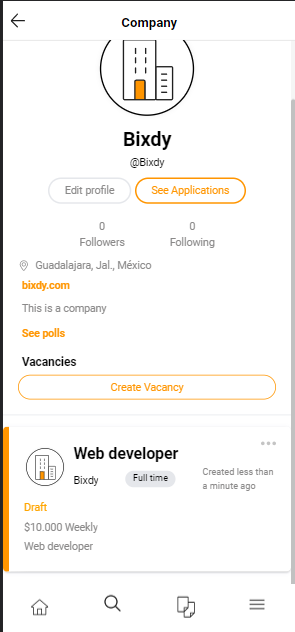 Company
Bixdy
@Bixdy
Edit profile
See Applications
0
Followers
0
Following
Guadalajara, Jal., México
bixdy.com
This is a company
See polls
Vacancies
Create Vacancy
Web developer
Bixdy
Full time
Created less than
a minute ago
Draft
$10.000 Weekly
Web developer